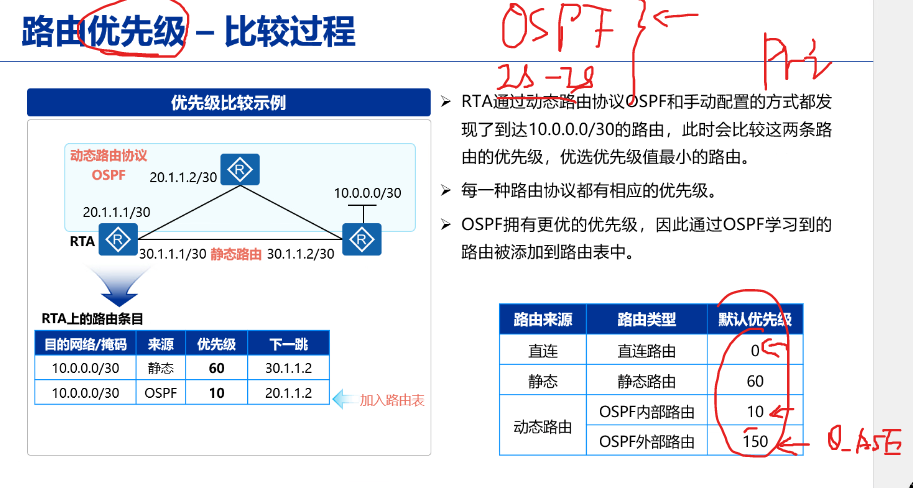 路由优先级 – 比较过程
OSPF
Pri
优先级比较示例
动态路由协议
OSPF
20.1.1.2/30
10.0.0.0/30
20.1.1.1/30
RTA
30.1.1.1/30 静态路由 30.1.1.2/30
RTA上的路由条目
目的网络/掩码 来源 优先级 下一跳
10.0.0.0/30 静态 60 30.1.1.2
10.0.0.0/30 OSPF 10 20.1.1.2
加入路由表
RTA通过动态路由协议OSPF和手动配置的方式都发
现了到达10.0.0.0/30的路由，此时会比较这两条路
由的优先级，优选优先级值最小的路由。
每一种路由协议都有相应的优先级。
OSPF拥有更优的优先级，因此通过OSPF学习到的
路由被添加到路由表中。
路由来源 路由类型 默认优先级
直连 直连路由 0
静态 静态路由 60
动态路由 OSPF内部路由 10
OSPF外部路由 150
O_ASE